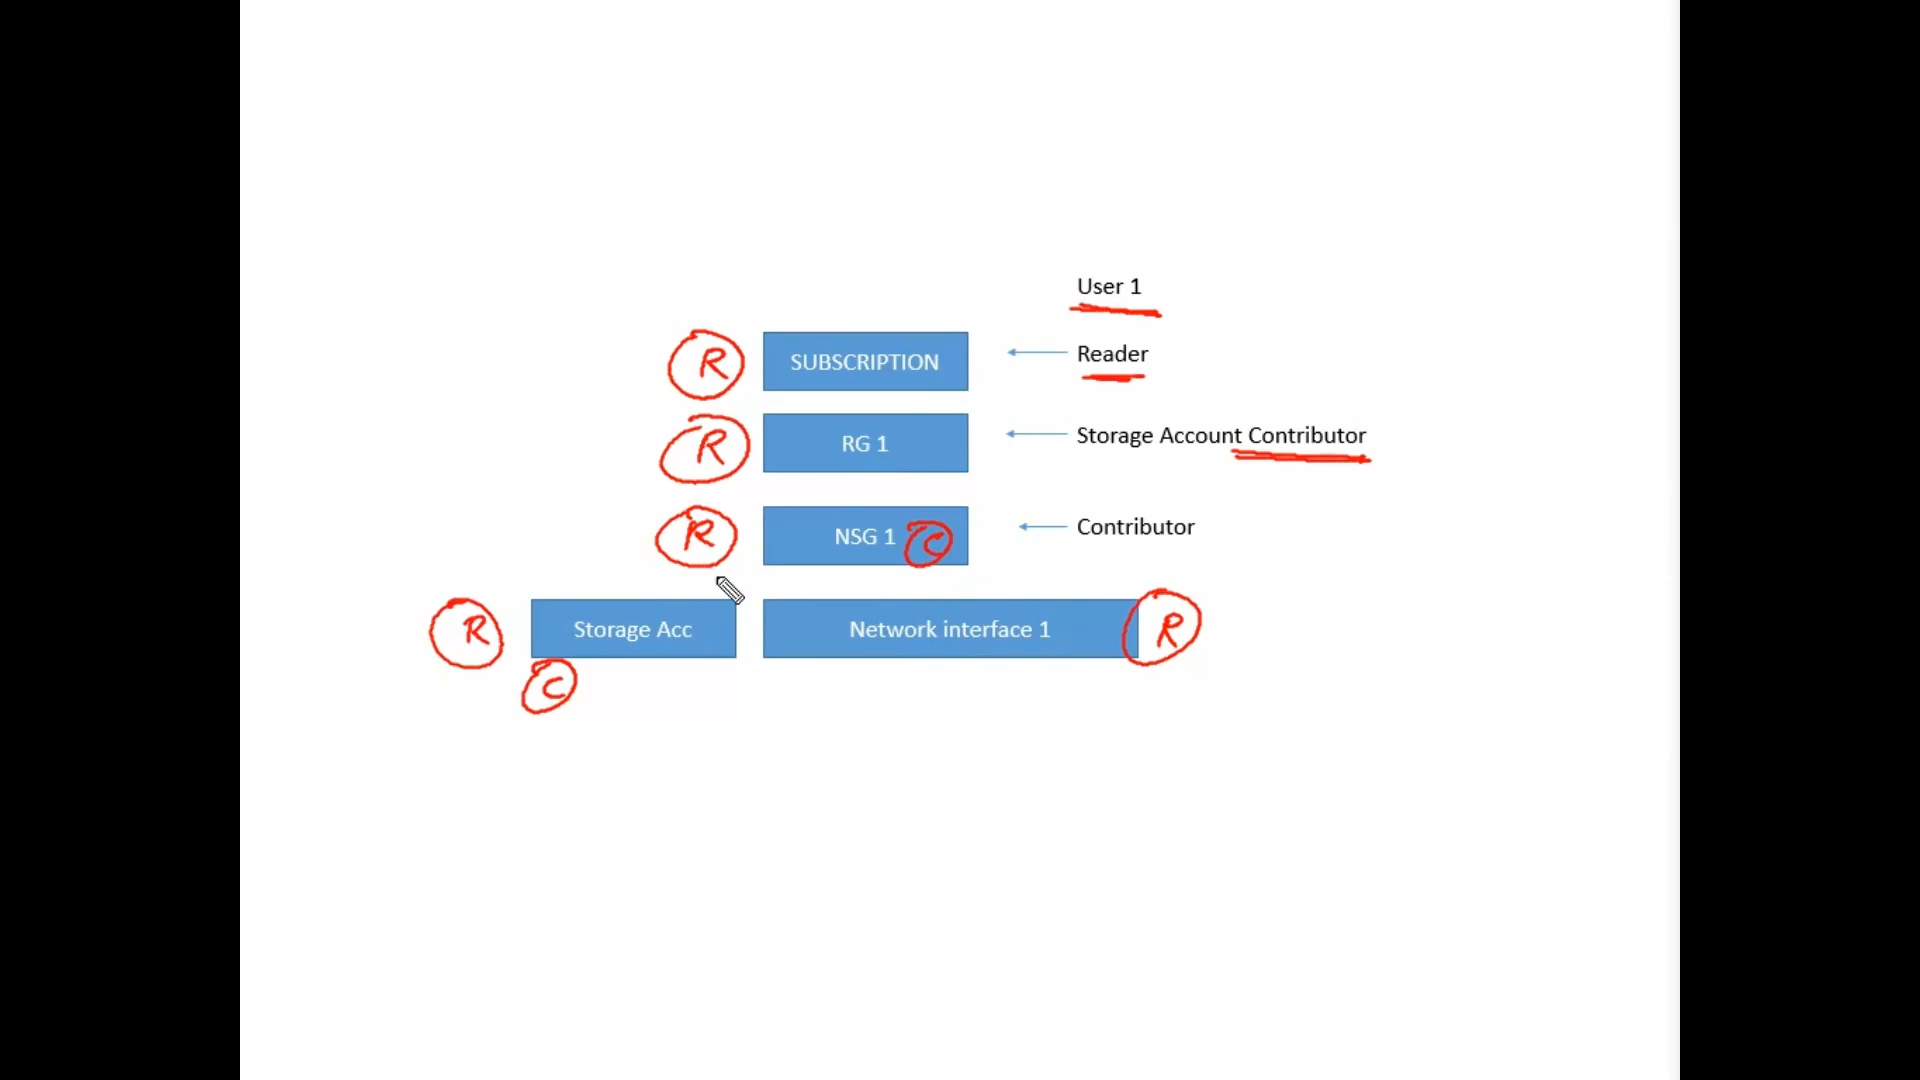 User 1
R SUBSCRIPTION Reader
R RG 1 Storage Account Contributor
R NSG 1 C Contributor
R Storage Acc Network interface 1 R
C